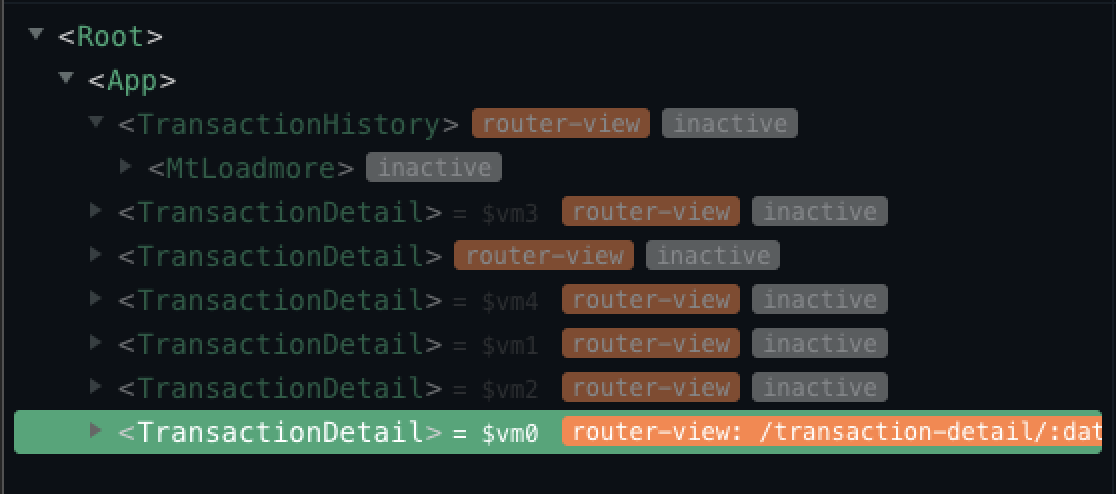 <Root>
<App>
<TransactionHistory> router-view inactive
<MtLoadmore> inactive
<TransactionDetail> = $vm3 router-view inactive
<TransactionDetail> router-view inactive
<TransactionDetail> = $vm4 router-view inactive
<TransactionDetail> = $vm1 router-view inactive
<TransactionDetail> = $vm2 router-view inactive
<TransactionDetail> = $vm0 router-view: /transaction-detail/:dat